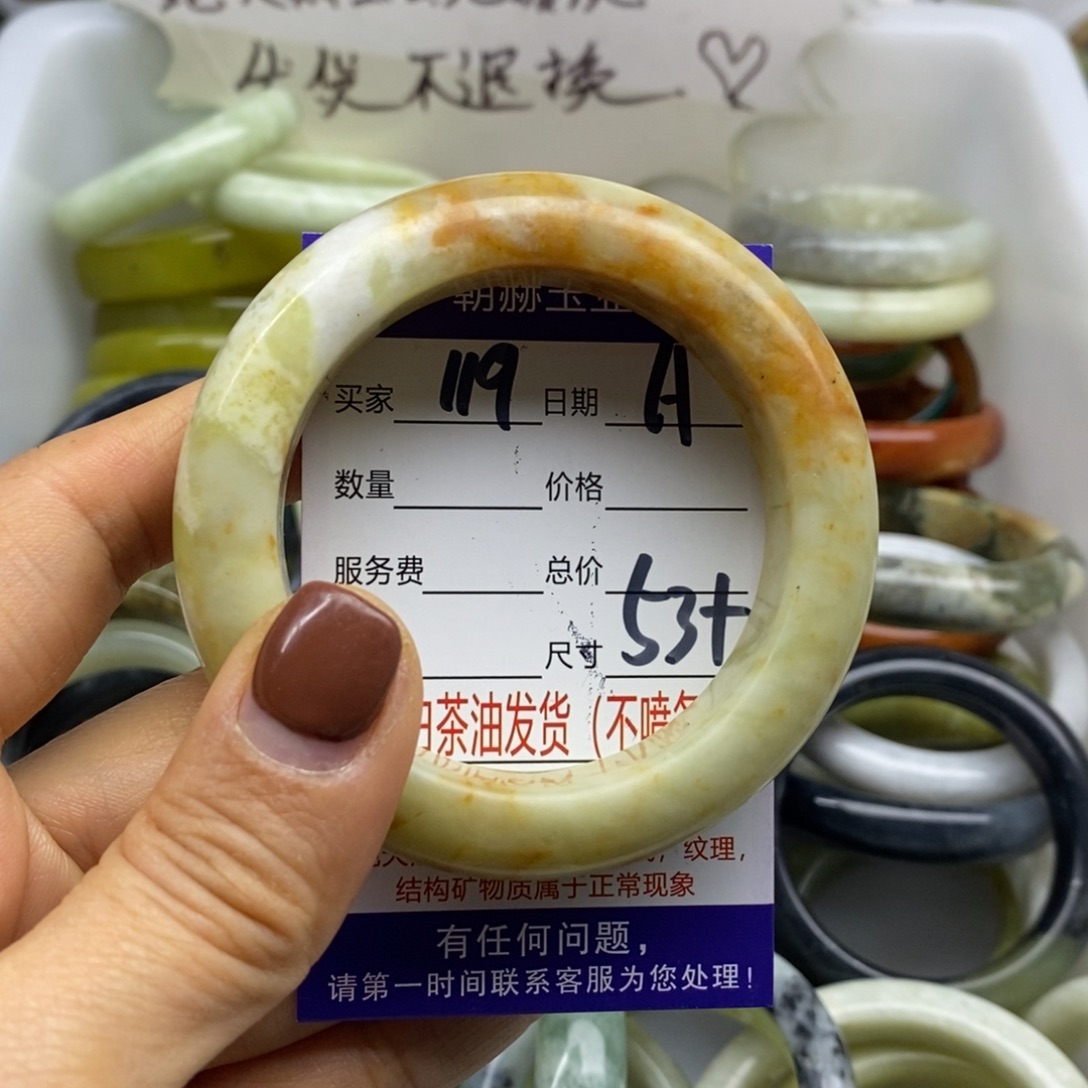 不退换 ♡
朝赫玉
买家 119 日期 A
数量 价格
服务费 总价
尺寸 53+
白茶油发货（不喷
，纹理，
结构矿物质属于正常现象
有任何问题，
请第一时间联系客服为您处理！